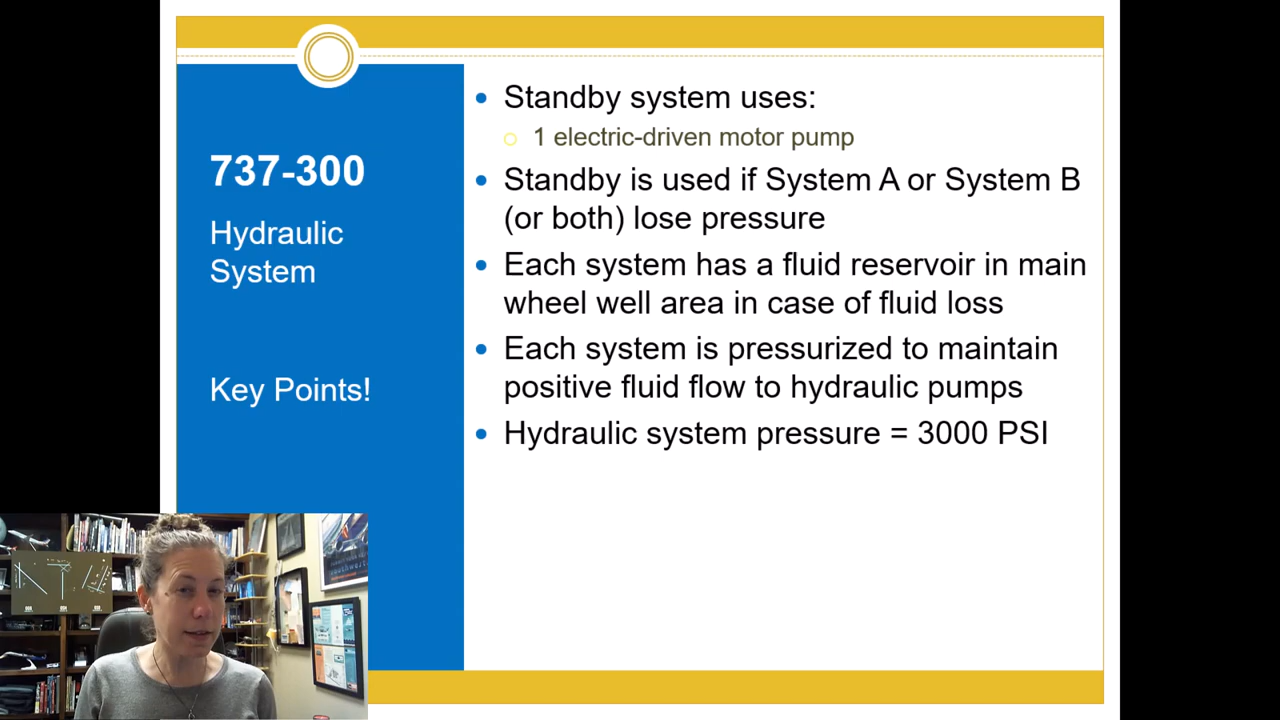 737-300
Hydraulic
System
Key Points!
Standby system uses:
1 electric-driven motor pump
Standby is used if System A or System B
(or both) lose pressure
Each system has a fluid reservoir in main
wheel well area in case of fluid loss
Each system is pressurized to maintain
positive fluid flow to hydraulic pumps
Hydraulic system pressure = 3000 PSI